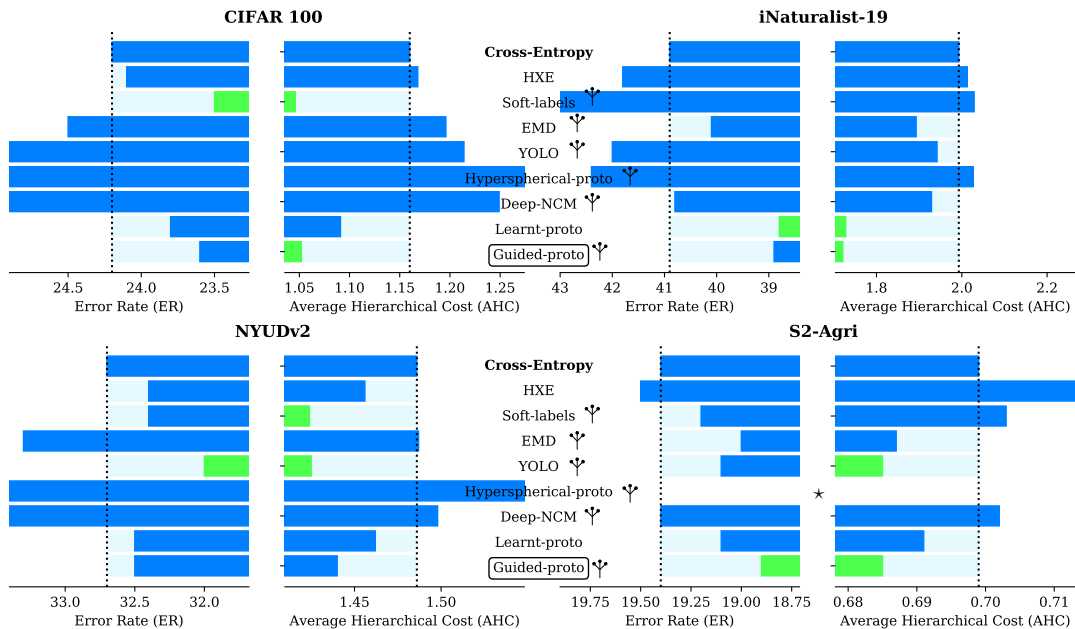 CIFAR 100
iNaturalist-19
Cross-Entropy
HXE
Soft-labels
EMD
YOLO
Hyperspherical-proto
Deep-NCM
Learnt-proto
Guided-proto
24.5 24.0 23.5
1.05 1.10 1.15 1.20 1.25
43 42 41 40 39
1.8 2.0 2.2
Error Rate (ER)
Average Hierarchical Cost (AHC)
Error Rate (ER)
Average Hierarchical Cost (AHC)
NYUDv2
S2-Agri
Cross-Entropy
HXE
Soft-labels
EMD
YOLO
Hyperspherical-proto
Deep-NCM
Learnt-proto
Guided-proto
33.0 32.5 32.0
1.45 1.50
19.75 19.50 19.25 19.00 18.75
0.68 0.69 0.70 0.71
Error Rate (ER)
Average Hierarchical Cost (AHC)
Error Rate (ER)
Average Hierarchical Cost (AHC)